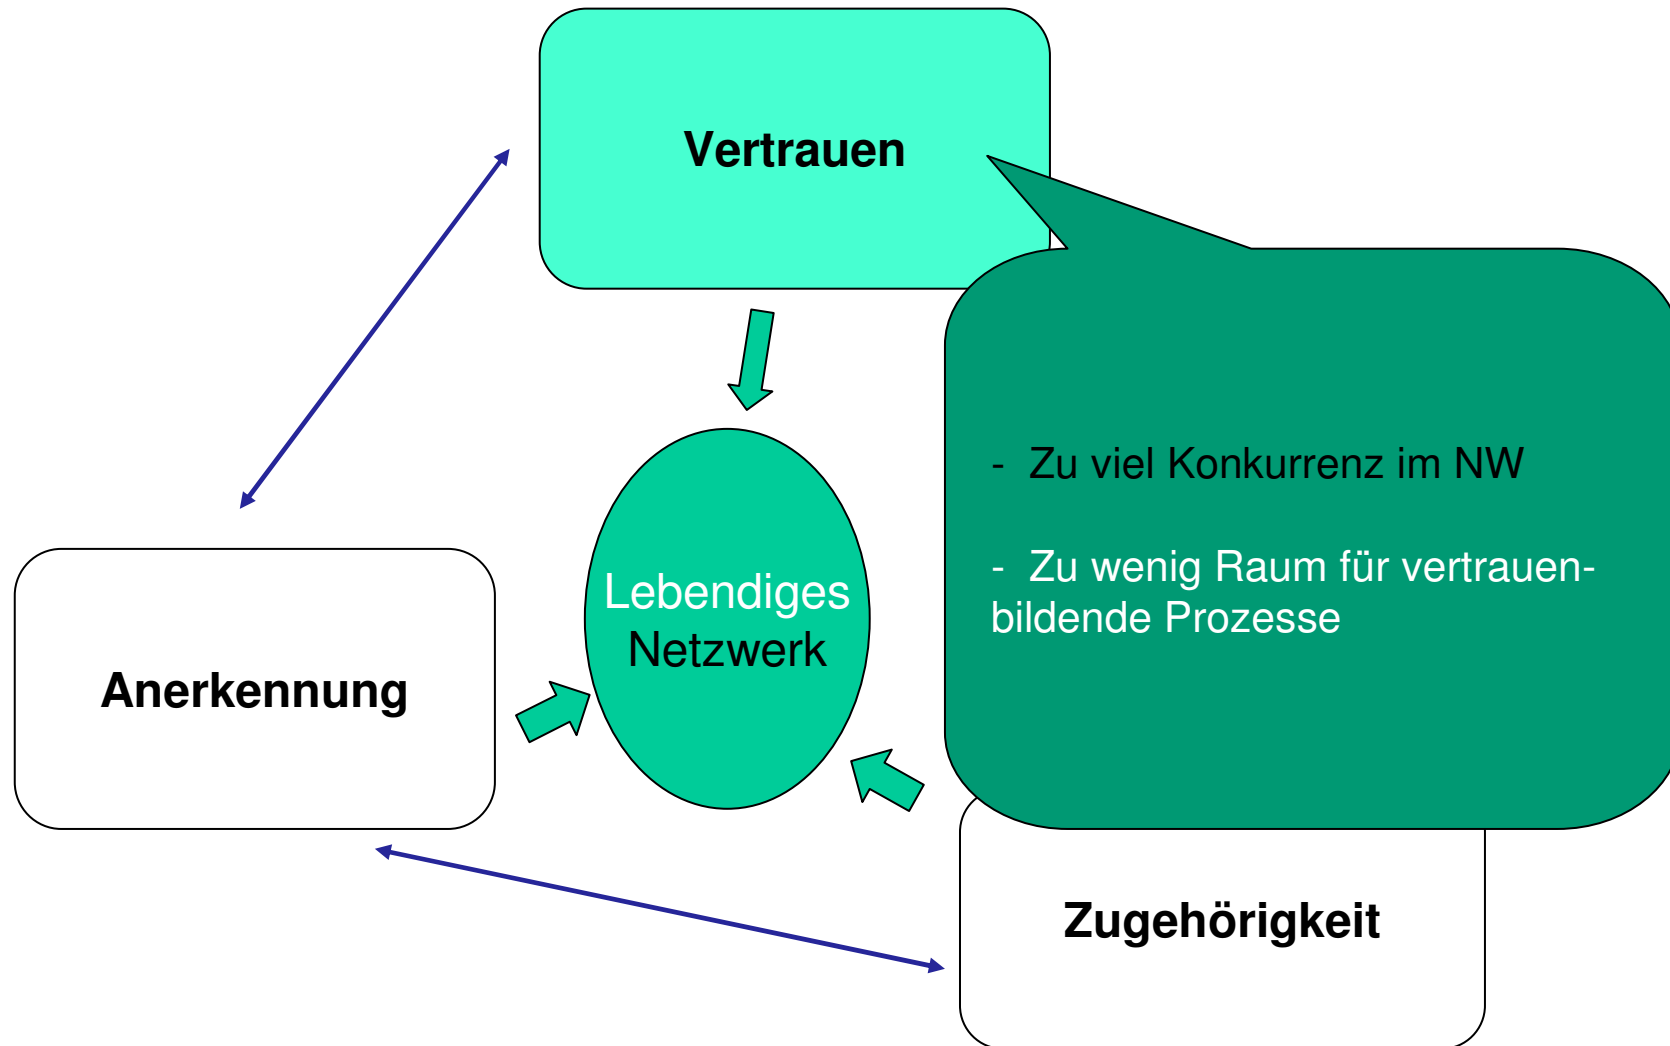 Vertrauen
- Zu viel Konkurrenz im NW
- Zu wenig Raum für vertrauen-
bildende Prozesse
Lebendiges
Netzwerk
Anerkennung
Zugehörigkeit